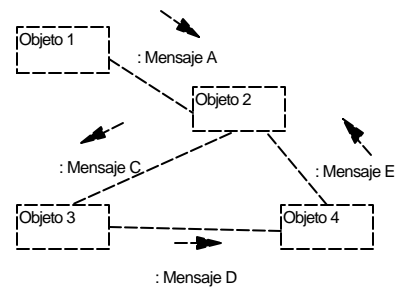 Objeto 1
: Mensaje A
Objeto 2
: Mensaje C
: Mensaje E
Objeto 3
Objeto 4
: Mensaje D